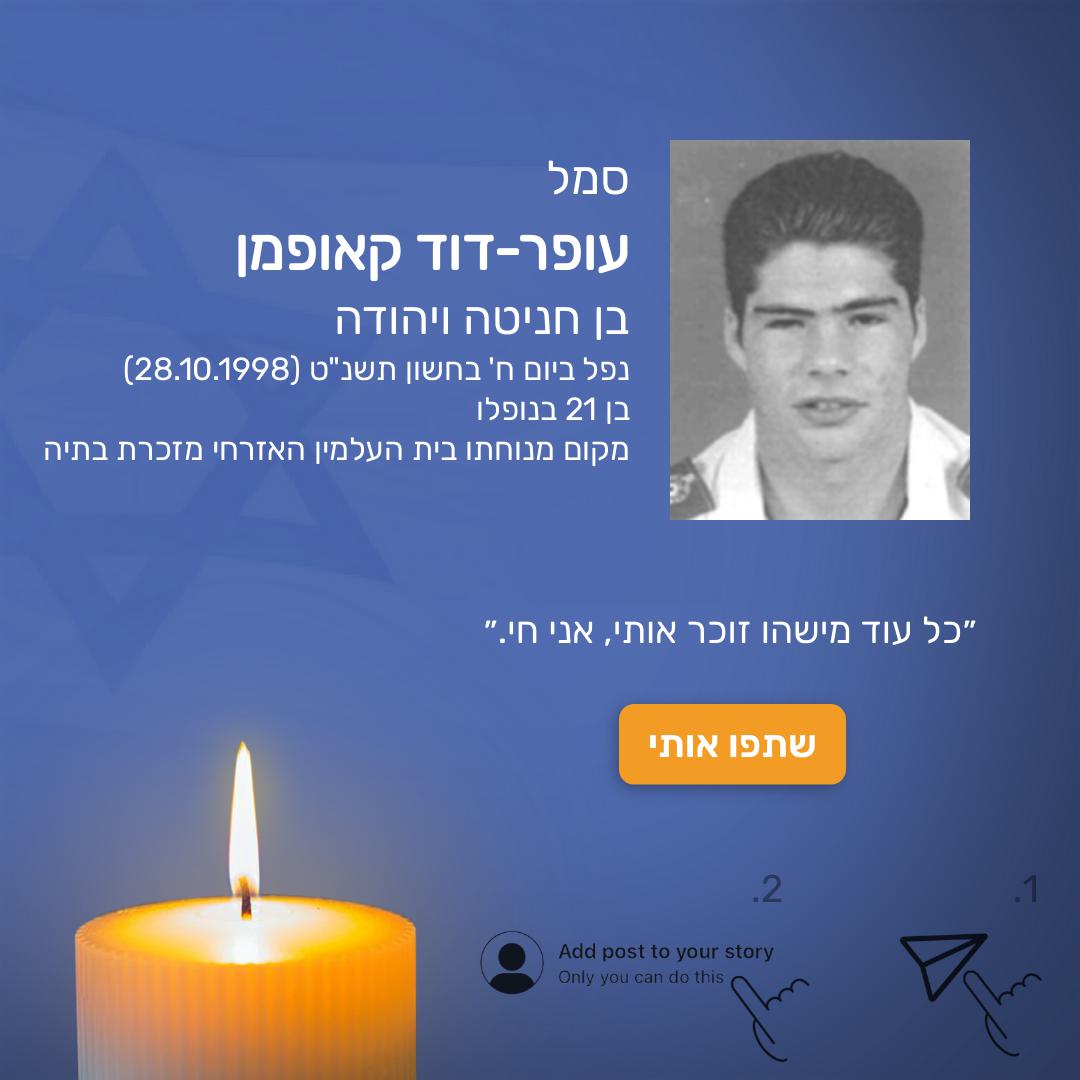 סמל
עופר-דוד קאופמן
בן חניטה ויהודה
נפל ביום ח' בחשון תשנ"ט (28.10.1998)
בן 21 בנופלו
מקום מנוחתו בית העלמין האזרחי מזכרת בתיה
״כל עוד מישהו זוכר אותי, אני חי.״
שתפו אותי
.1
.2
Add post to your story
Only you can do this